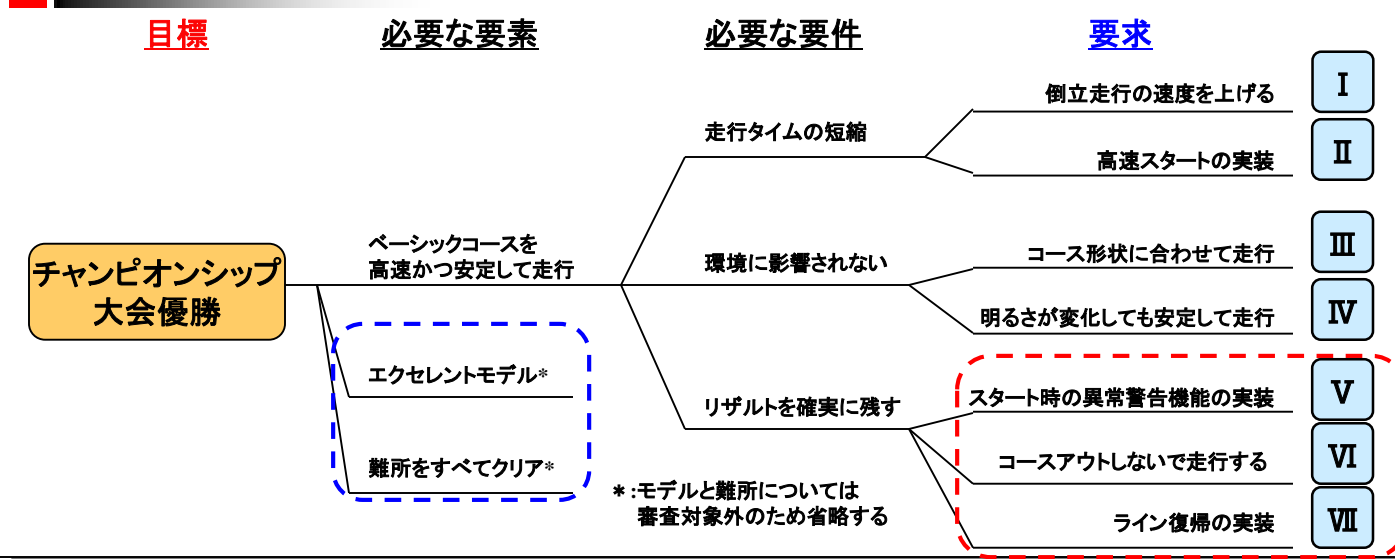 目標
必要な要素
必要な要件
要求
倒立走行の速度を上げる
Ⅰ
走行タイムの短縮
高速スタートの実装
Ⅱ
ベーシックコースを
高速かつ安定して走行
環境に影響されない
コース形状に合わせて走行
Ⅲ
チャンピオンシップ
大会優勝
明るさが変化しても安定して走行
Ⅳ
エクセレントモデル*
リザルトを確実に残す
スタート時の異常警告機能の実装
Ⅴ
難所をすべてクリア*
コースアウトしないで走行する
Ⅵ
*:モデルと難所については
審査対象外のため省略する
ライン復帰の実装
Ⅶ